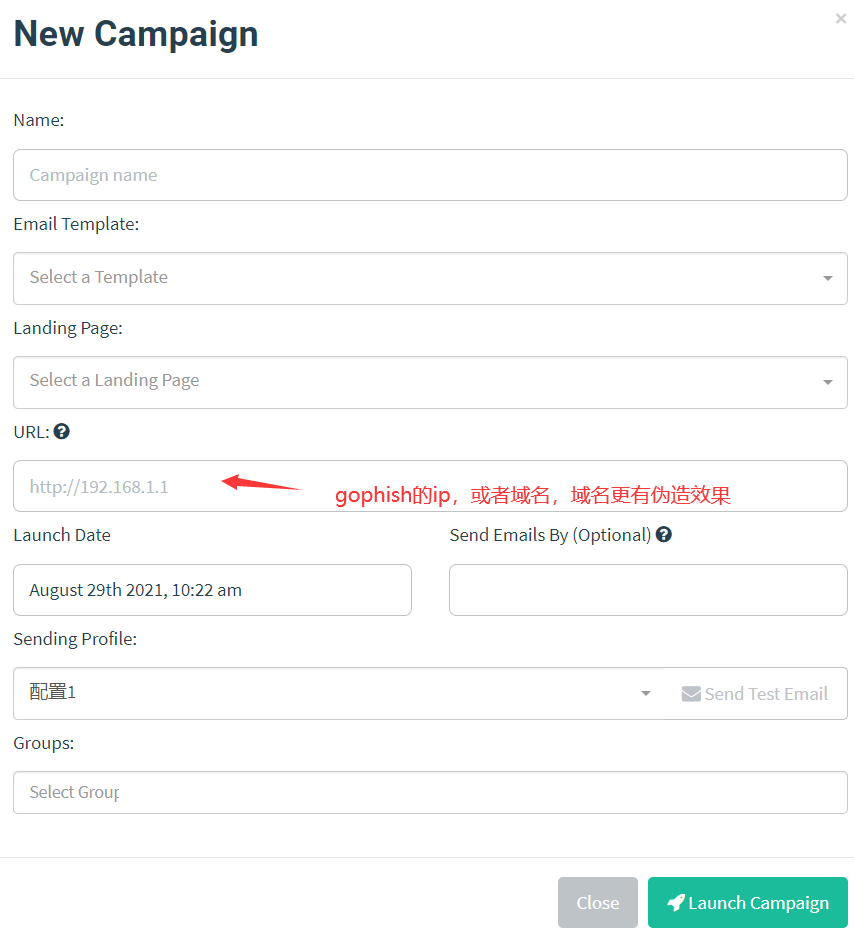 New Campaign
×
Name:
Campaign name
Email Template:
Select a Template
Landing Page:
Select a Landing Page
URL: ?
http://192.168.1.1
gophish的ip，或者域名，域名更有伪造效果
Launch Date
Send Emails By (Optional) ?
August 29th 2021, 10:22 am
Sending Profile:
配置1
Send Test Email
Groups:
Select Group
Close
Launch Campaign